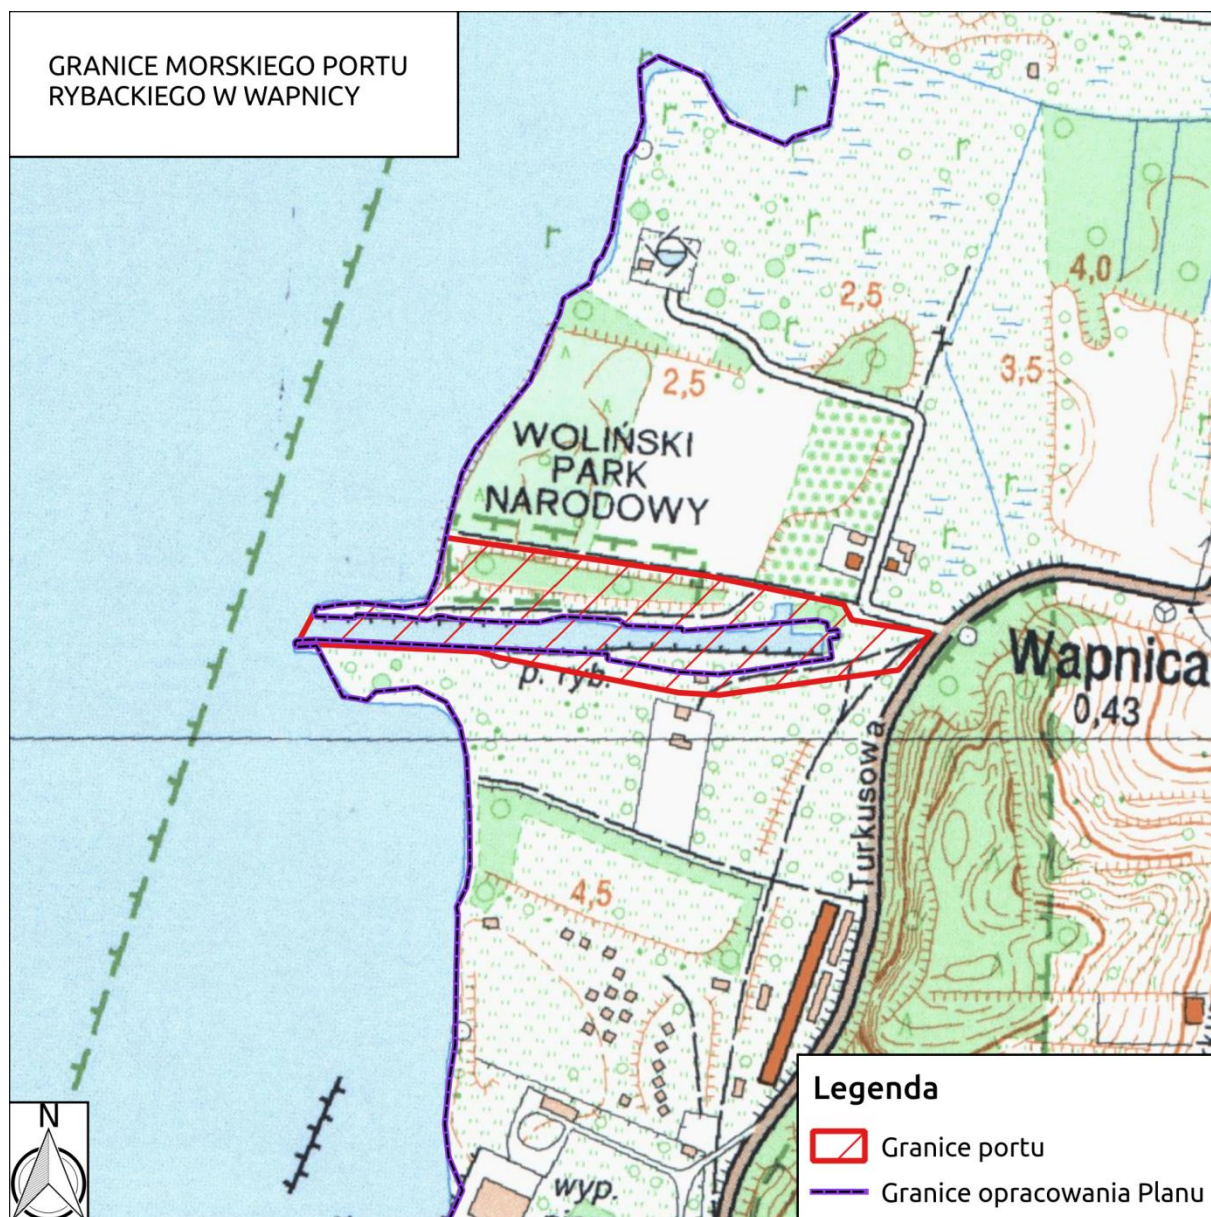 GRANICE MORSKIEGO PORTU
RYBACKIEGO W WAPNICY
r
r
r
r
r
r
r
4,0
2,5
3,5
2,5
r
WOLIŃSKI
PARK
NARODOWY
r
Wapnica
0,43
p. ryb.
Turkusowa
4,5
wyp.
N
Legenda
Granice portu
Granice opracowania Planu